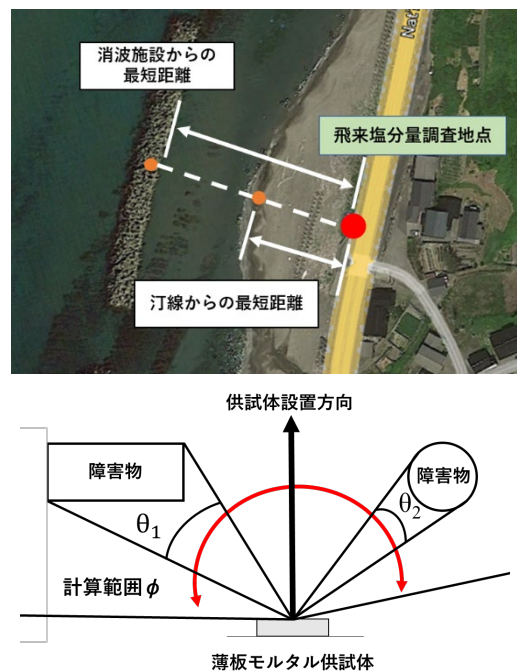 消波施設からの
最短距離
Nat
飛来塩分量調査地点
汀線からの最短距離
供試体設置方向
障害物
障害物
θ1
θ2
計算範囲ϕ
薄板モルタル供試体